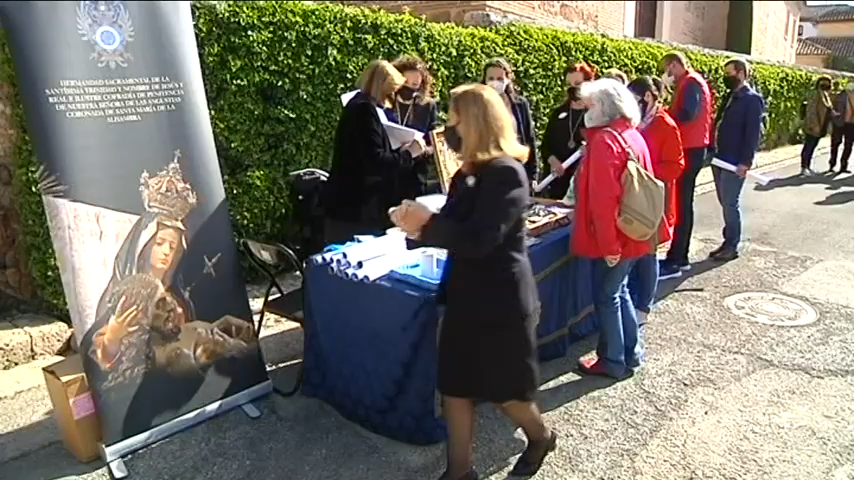 HERMANDAD SACRAMENTAL DE LA
SANTÍSIMA TRINIDAD Y NOMBRE DE JESÚS Y
REAL E ILUSTRE COFRADÍA DE PENITENCIA
DE NUESTRA SEÑORA DE LAS ANGUSTIAS
CORONADA DE SANTA MARÍA DE LA
ALHAMBRA